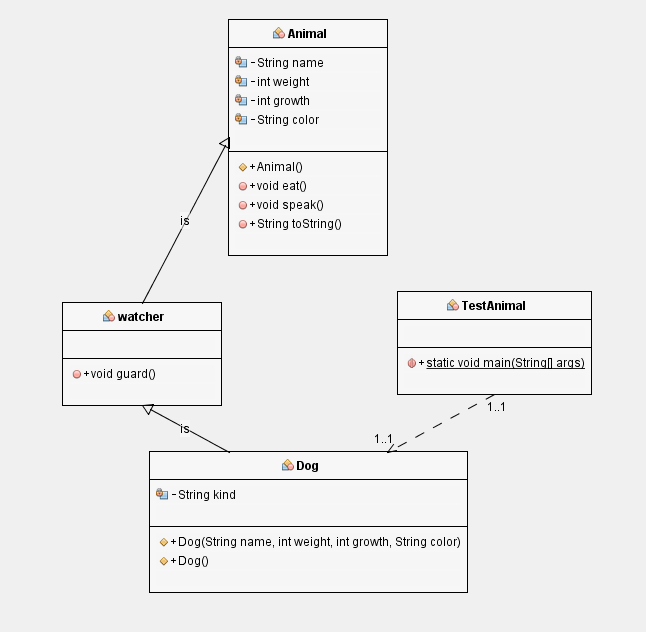 Animal
- String name
- int weight
- int growth
- String color
+ Animal()
+ void eat()
+ void speak()
+ String toString()
is
watcher
+ void guard()
TestAnimal
+ static void main(String[] args)
1..1
1..1
is
Dog
- String kind
+ Dog(String name, int weight, int growth, String color)
+ Dog()